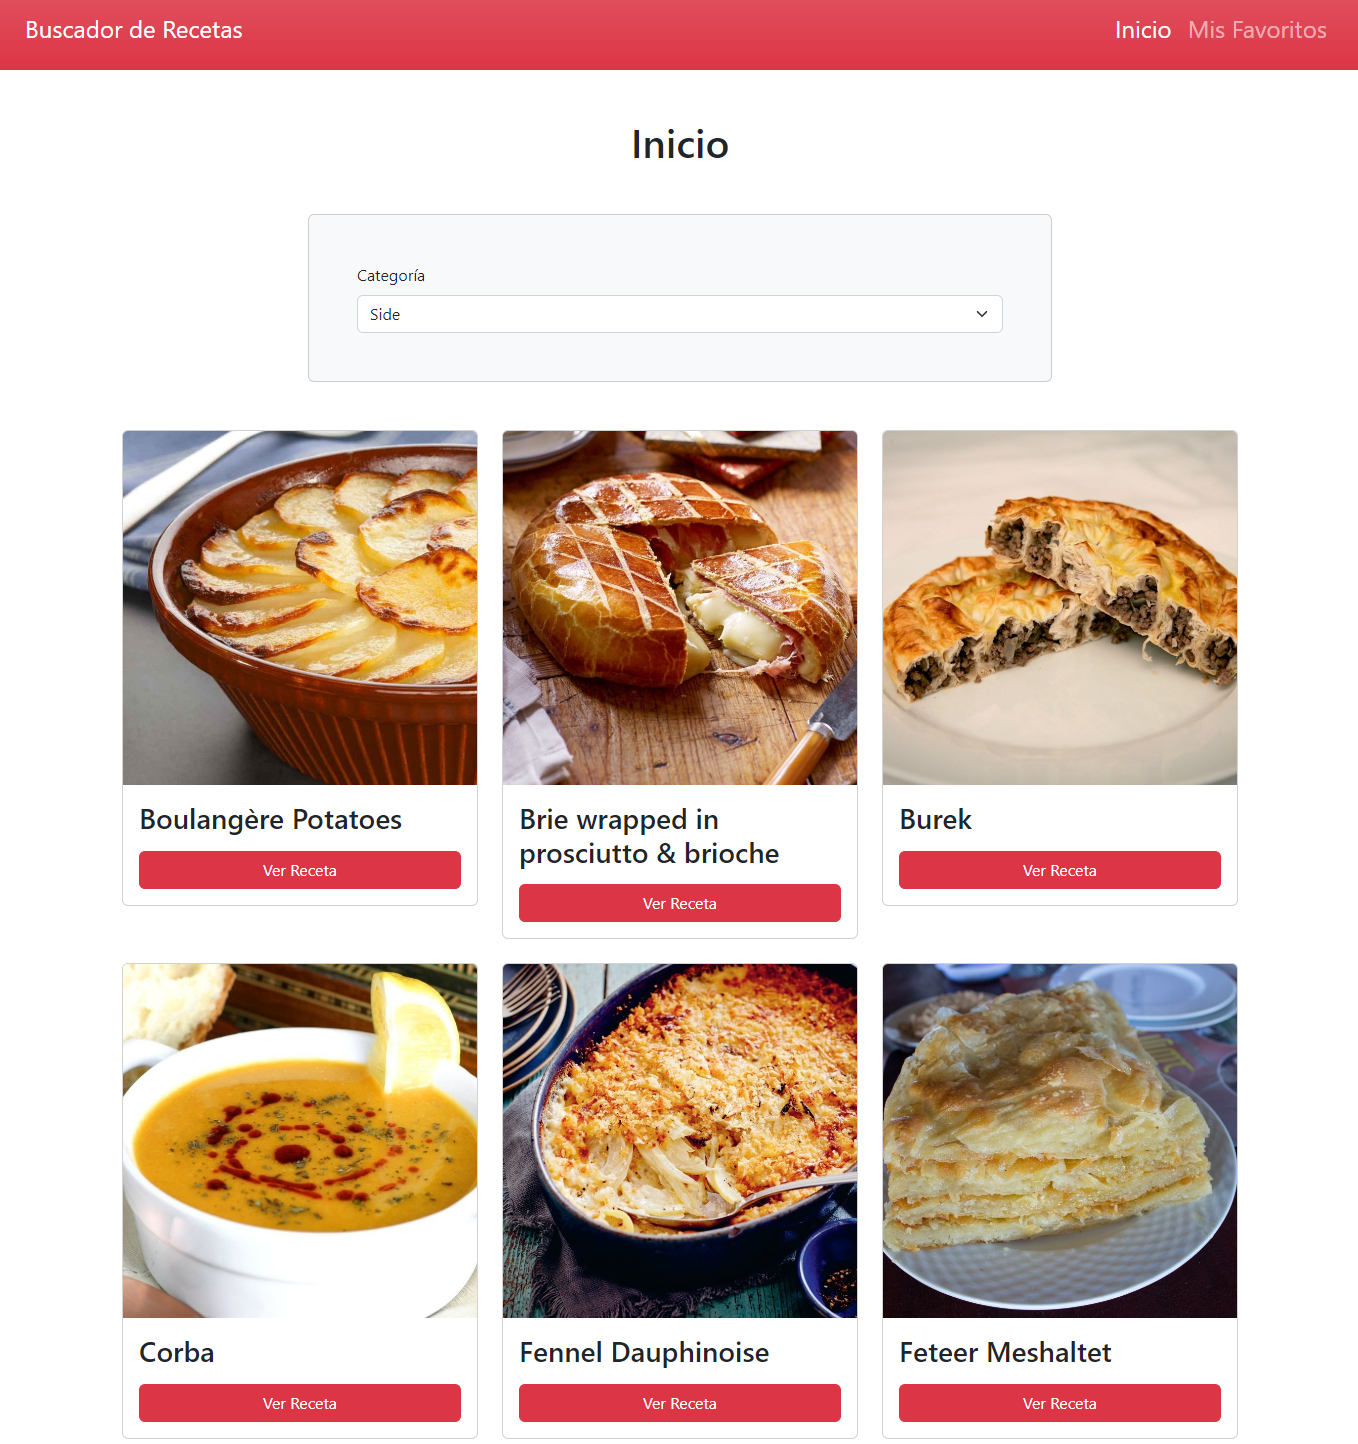 Buscador de Recetas
Inicio Mis Favoritos
Inicio
Categoría
Side
Boulangère Potatoes
Ver Receta
Brie wrapped in
prosciutto & brioche
Ver Receta
Burek
Ver Receta
Corba
Ver Receta
Fennel Dauphinoise
Ver Receta
Feteer Meshaltet
Ver Receta